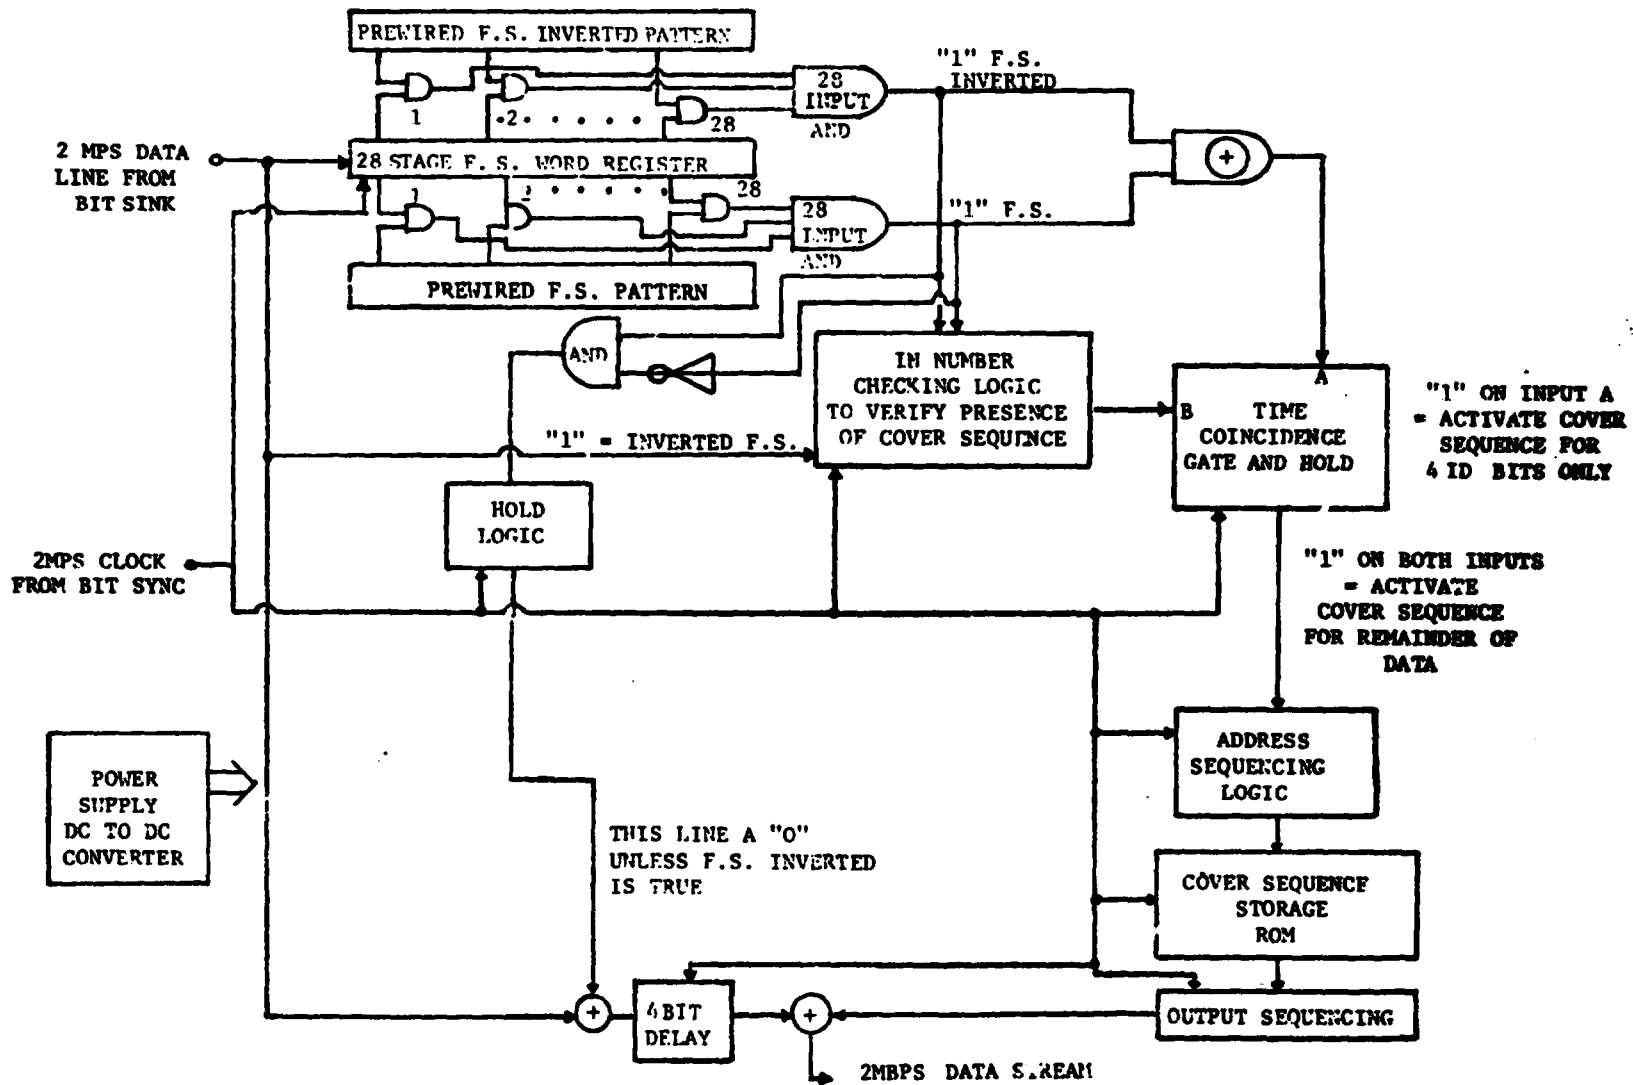 PREWIRED F.S. INVERTED PATTERN
1
.2. . . . . .
28
28
INPUT
AND
"1" F.S.
INVERTED
+
2 MPS DATA
LINE FROM
BIT SINK
28 STAGE F.S. WORD REGISTER
1
2 . . . . . .
28
28
INPUT
AND
"1" F.S.
PREWIRED F.S. PATTERN
AND
IM NUMBER
CHECKING LOGIC
TO VERIFY PRESENCE
OF COVER SEQUENCE
"1" = INVERTED F.S.
A
B
TIME
COINCIDENCE
GATE AND HOLD
"1" ON INPUT A
= ACTIVATE COVER
SEQUENCE FOR
4 ID BITS ONLY
HOLD
LOGIC
2MPS CLOCK
FROM BIT SYNC
"1" ON BOTH INPUTS
= ACTIVATE
COVER SEQUENCE
FOR REMAINDER OF
DATA
POWER
SUPPLY
DC TO DC
CONVERTER
ADDRESS
SEQUENCING
LOGIC
THIS LINE A "O"
UNLESS F.S. INVERTED
IS TRUE
COVER SEQUENCE
STORAGE
ROM
+
4BIT
DELAY
+
OUTPUT SEQUENCING
2MBPS DATA STREAM